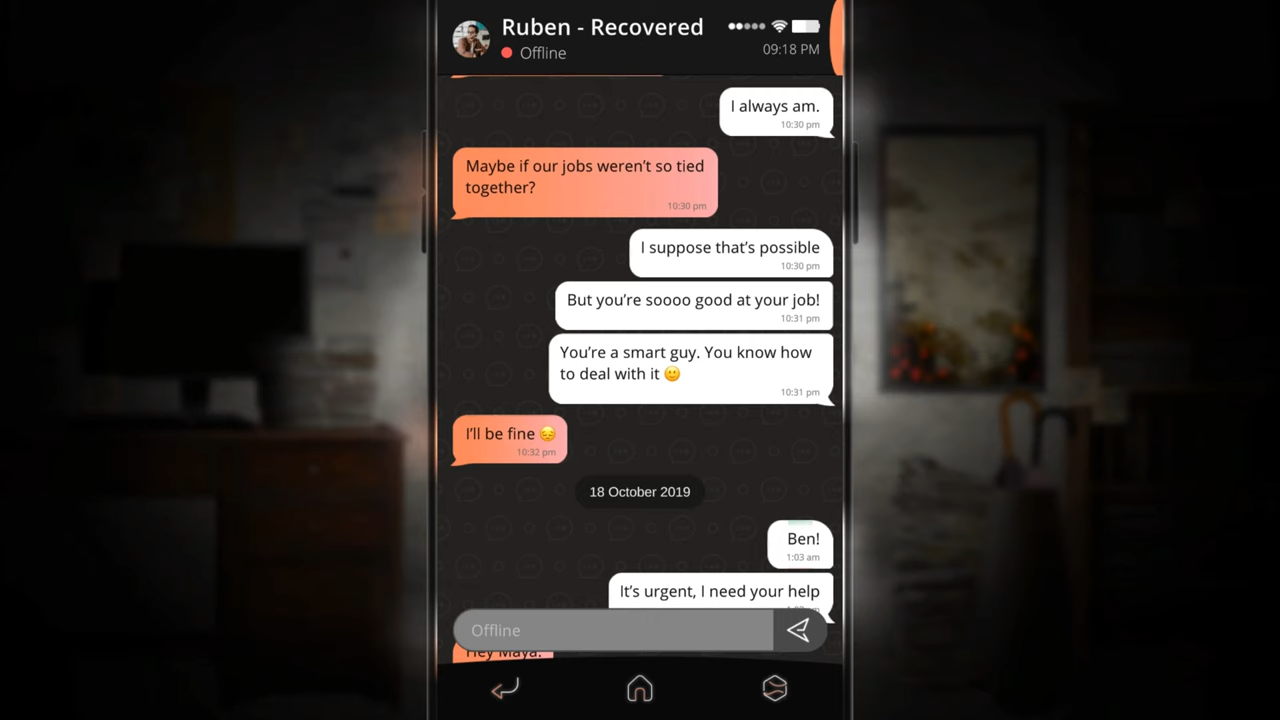 Ruben - Recovered
Offline
09:18 PM
I always am.
10:30 pm
Maybe if our jobs weren't so tied
together?
10:30 pm
I suppose that's possible
10:30 pm
But you're soooo good at your job!
10:31 pm
You're a smart guy. You know how
to deal with it 🙂
10:31 pm
I'll be fine 😔
10:32 pm
18 October 2019
Ben!
1:03 am
It's urgent, I need your help
Offline
Hey Maya.